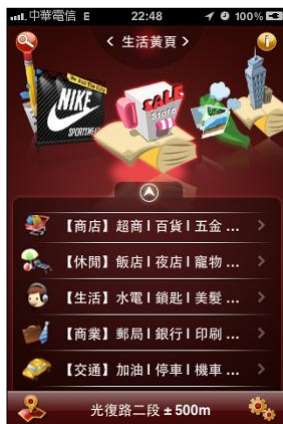 中華電信 E 22:48 100%
< 生活黃頁 >
NIKE
SPORTSWEAR
SALE
Store
【商店】超商 | 百貨 | 五金 ...
【休閒】飯店 | 夜店 | 寵物 ...
【生活】水電 | 鎖匙 | 美髮 ...
【商業】郵局 | 銀行 | 印刷 ...
【交通】加油 | 停車 | 機車 ...
光復路二段 ± 500m